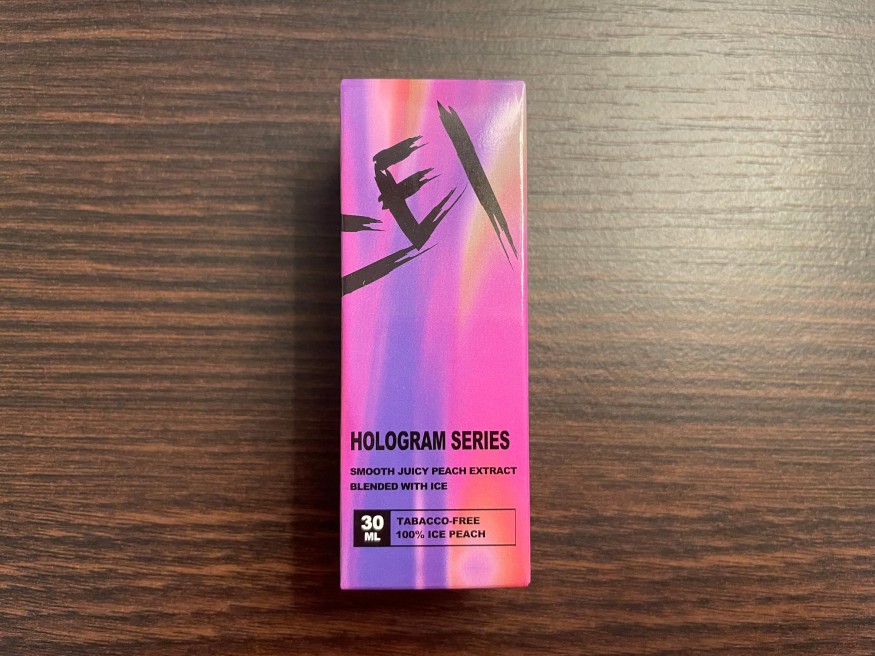 HOLOGRAM SERIES
SMOOTH JUICY PEACH EXTRACT
BLENDED WITH ICE
30
ML
TABACCO-FREE
100% ICE PEACH